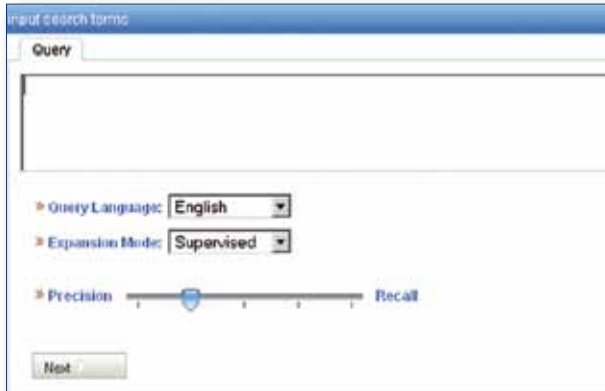 input search terms
Query
» Query Language: English
» Expansion Mode: Supervised
» Precision Recall
Next